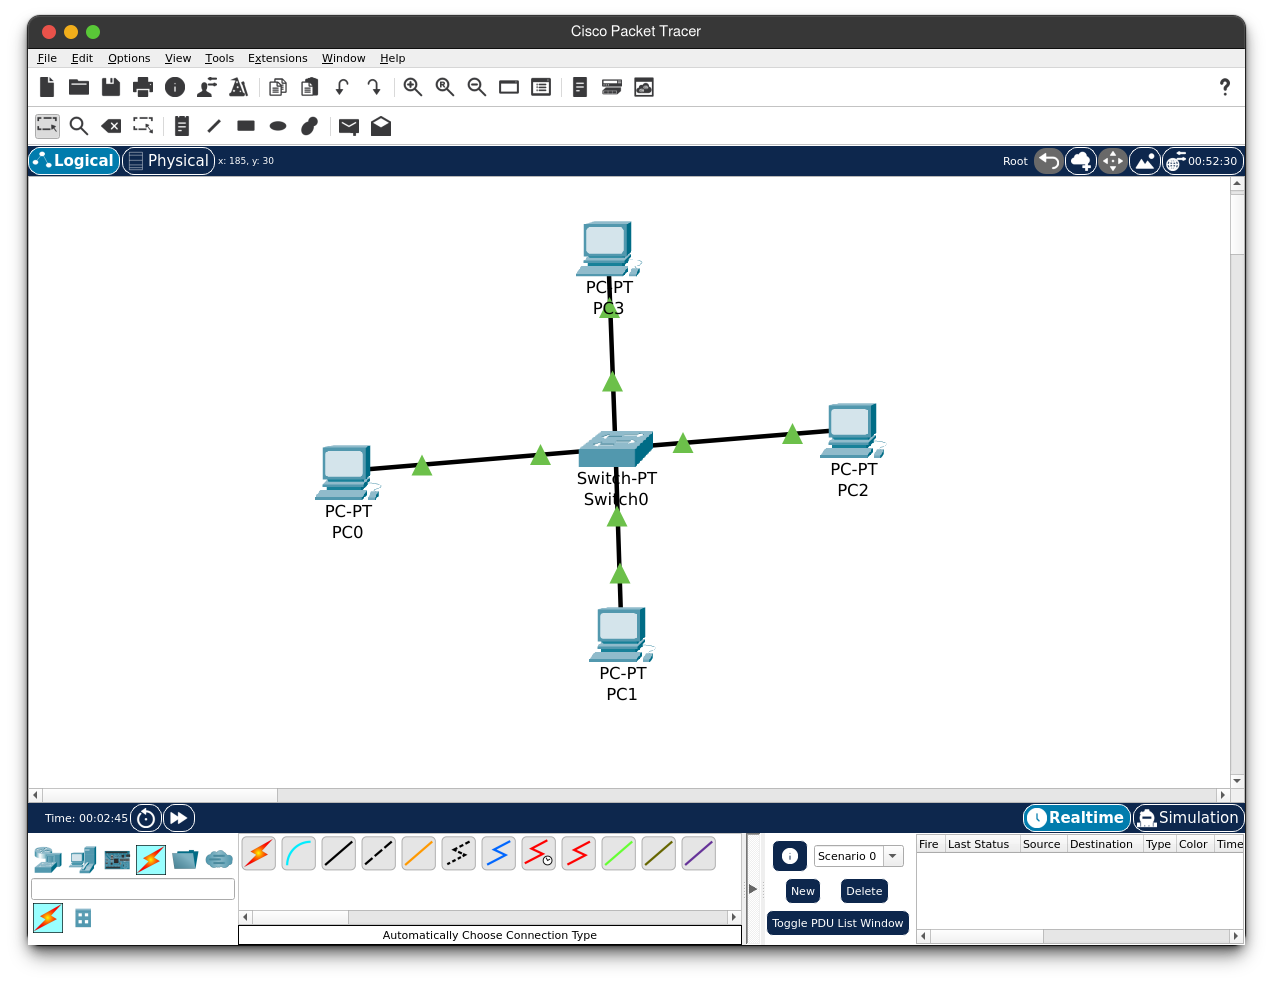 Cisco Packet Tracer
File Edit Options View Tools Extensions Window Help
R
?
Logical Physical x: 185, y: 30 Root 00:52:30
PC-PT
PC3
PC-PT
PC2
Switch-PT
Switch0
PC-PT
PC0
PC-PT
PC1
Time: 00:02:45 Realtime Simulation
Scenario 0
New Delete
Toggle PDU List Window
Fire Last Status Source Destination Type Color Time
Automatically Choose Connection Type